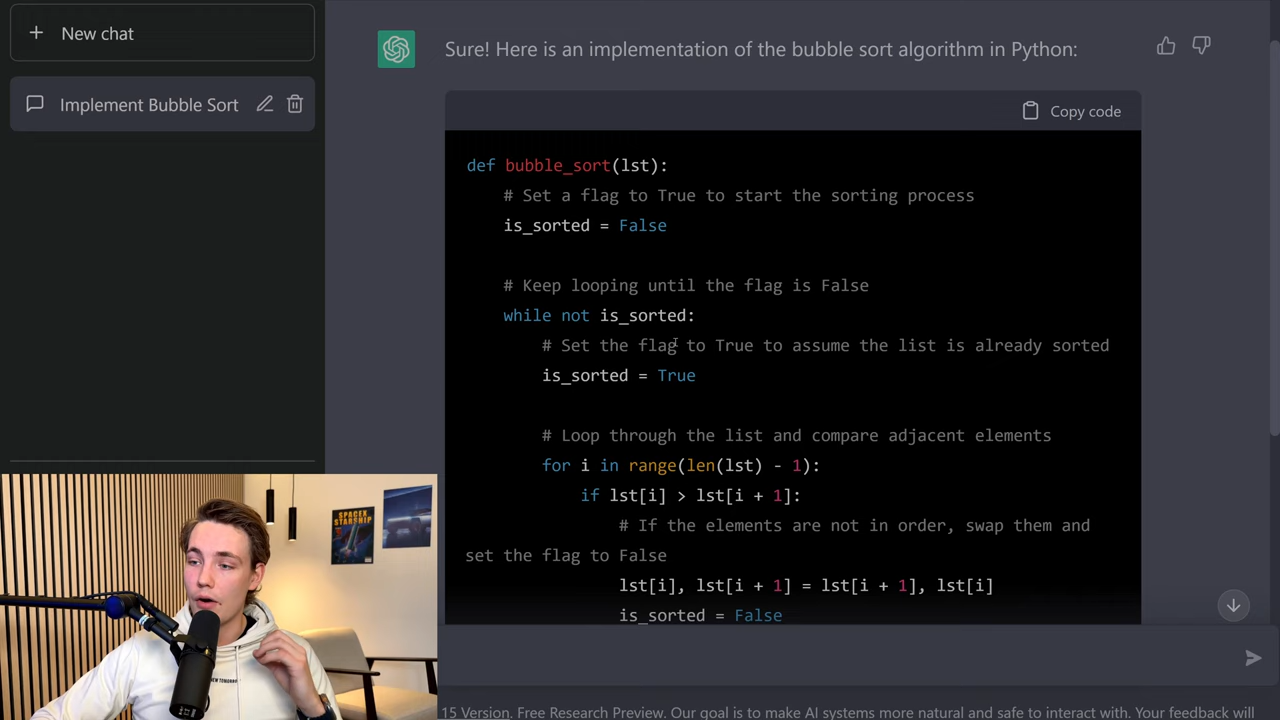 New chat
Implement Bubble Sort
Sure! Here is an implementation of the bubble sort algorithm in Python:
Copy code
def bubble_sort(lst):
    # Set a flag to True to start the sorting process
    is_sorted = False
    # Keep looping until the flag is False
    while not is_sorted:
        # Set the flag to True to assume the list is already sorted
        is_sorted = True
        # Loop through the list and compare adjacent elements
        for i in range(len(lst) - 1):
            if lst[i] > lst[i + 1]:
                # If the elements are not in order, swap them and
set the flag to False
                lst[i], lst[i + 1] = lst[i + 1], lst[i]
                is_sorted = False
SPACEX
STARSHIP
15 Version. Free Research Preview. Our goal is to make AI systems more natural and safe to interact with. Your feedback will